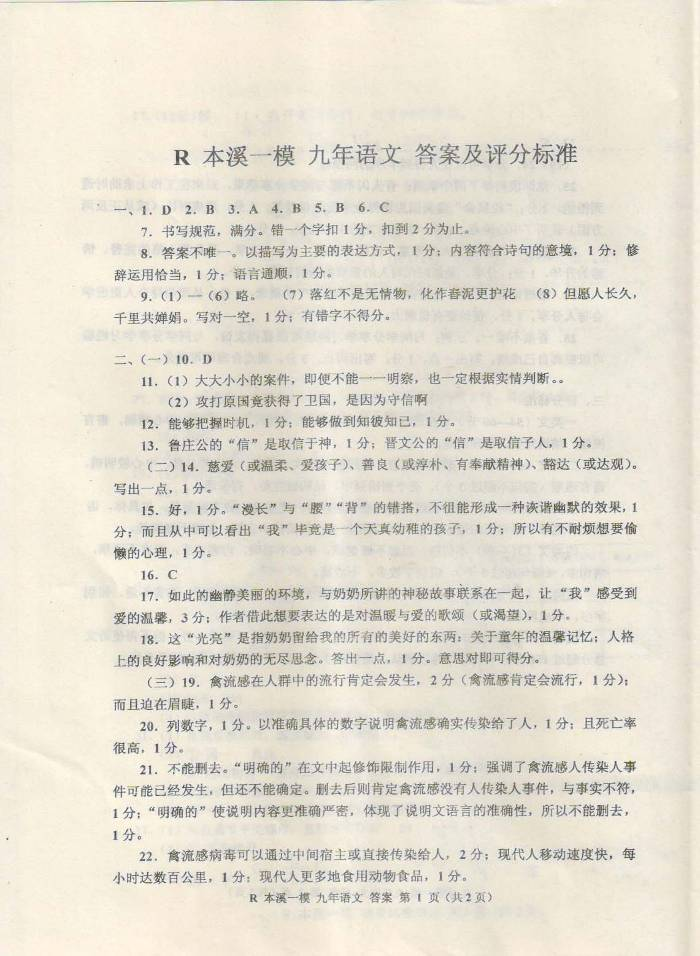 R 本溪一模 九年语文 答案及评分标准
一、1．D 2．B 3．A 4．B 5．B 6．C
7．书写规范，满分。错一个字扣 1 分，扣到 2 分为止。
8．答案不唯一。以描写为主要的表达方式，1 分；内容符合诗句的意境，1 分；修
辞运用恰当，1 分；语言通顺，1 分。
9．（1）—（6）略。 （7）落红不是无情物，化作春泥更护花 （8）但愿人长久，
千里共婵娟。写对一空，1 分；有错字不得分。
二、（一）10．D
11．（1）大大小小的案件，即便不能一一明察，也一定根据实情判断。。
（2）攻打原国竟获得了卫国，是因为守信啊
12．能够把握时机，1 分；能够做到知彼知己，1 分。
13．鲁庄公的“信”是取信于神，1 分；晋文公的“信”是取信子人，1 分。
（二）14．慈爱（或温柔、爱孩子）、善良（或淳朴、有奉献精神）、豁达（或达观）。
写出一点，1 分。
15．好，1 分。“漫长”与“腰”“背”的错搭，不徂能形成一种诙谐幽默的效果，1
分；而且从中可以看出“我”毕竟是一个天真幼稚的孩子，1 分；所以有不耐烦想要偷
懒的心理，1 分。
16．C
17．如此的幽静美丽的环境，与奶奶所讲的神秘故事联系在一起，让“我”感受到
爱的温馨，3 分；作者借此想要表达的是对温暖与爱的歌颂（或渴望），1 分。
18．这“光亮”是指奶奶留给我的所有的美好的东两：关于童年的温馨记忆；人格
上的良好影响和对奶奶的无尽思念。答出一点，1 分。意思对即可得分。
（三）19．禽流感在人群中的流行肯定会发生，2 分（禽流感肯定会流行，1 分）；
而且迫在眉睫，1 分。
20．列数字，1 分。以准确具体的数字说明禽流感确实传染给了人，1 分；且死亡率
很高，1 分。
21．不能删去。“明确的”在文中起修饰限制作用，1 分；强调了禽流感人传染人事
件可能已经发生，但还不能确定。删去后则肯定禽流感没有人传染人事件，与事实不符，
1 分；“明确的”使说明内容更准确严密，体现了说明文语言的准确性，所以不能删去，
1 分。
22．禽流感病毒可以通过中间宿主或直接传染给人，2 分；现代人移动速度快，每
小时达数百公里，1 分；现代人更多地食用动物食品，1 分。
R 本溪一模 九年语文 答案 第 1 页（共 2 页）